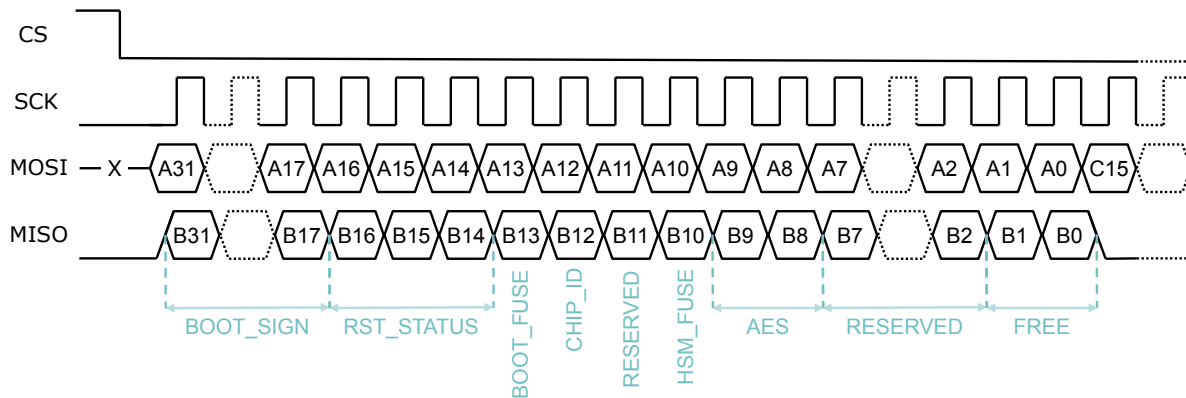 CS
SCK
MOSI X A31 A17 A16 A15 A14 A13 A12 A11 A10 A9 A8 A7 A2 A1 A0 C15
MISO B31 B17 B16 B15 B14 B13 B12 B11 B10 B9 B8 B7 B2 B1 B0
BOOT_SIGN RST_STATUS BOOT_FUSE CHIP_ID RESERVED HSM_FUSE AES RESERVED FREE